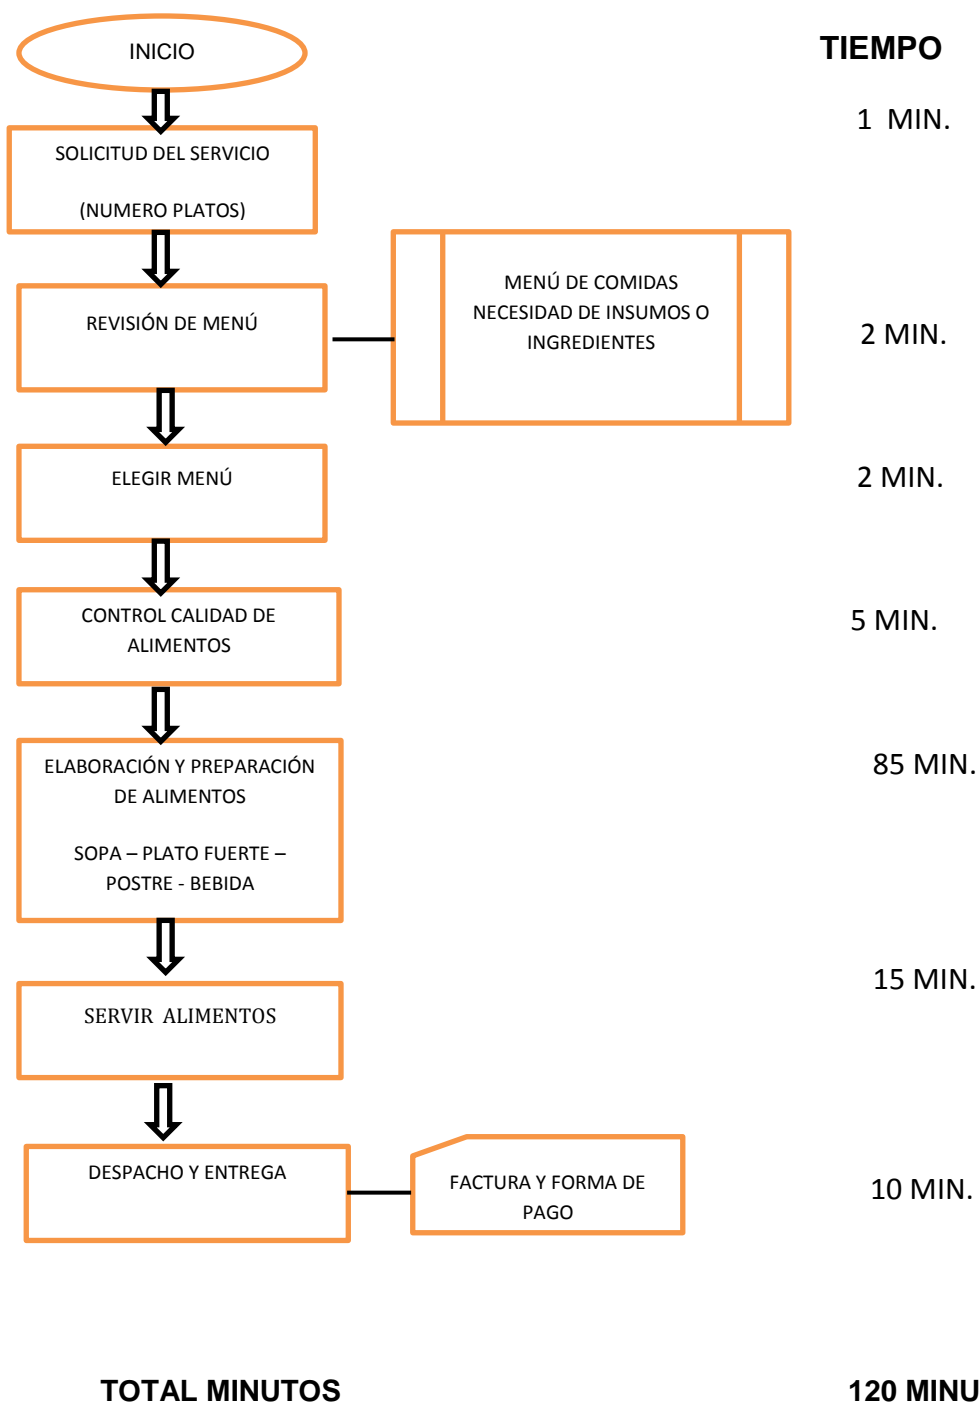 INICIO
TIEMPO
1 MIN.
SOLICITUD DEL SERVICIO
(NUMERO PLATOS)
REVISIÓN DE MENÚ
MENÚ DE COMIDAS
NECESIDAD DE INSUMOS O
INGREDIENTES
2 MIN.
ELEGIR MENÚ
2 MIN.
CONTROL CALIDAD DE
ALIMENTOS
5 MIN.
ELABORACIÓN Y PREPARACIÓN
DE ALIMENTOS
SOPA – PLATO FUERTE –
POSTRE - BEBIDA
85 MIN.
SERVIR ALIMENTOS
15 MIN.
DESPACHO Y ENTREGA
FACTURA Y FORMA DE
PAGO
10 MIN.
TOTAL MINUTOS
120 MINU